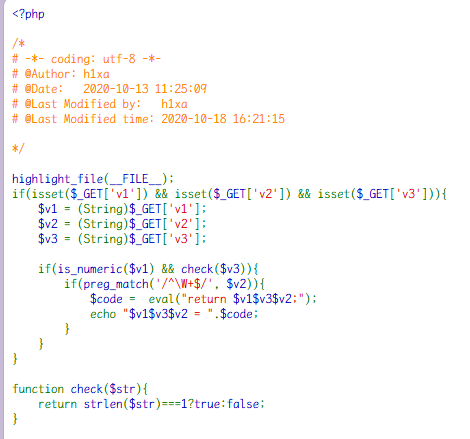 <?php
/*
# -*- coding: utf-8 -*-
# @Author: h1xa
# @Date:   2020-10-13 11:25:09
# @Last Modified by:   h1xa
# @Last Modified time: 2020-10-18 16:21:15
*/
highlight_file(__FILE__);
if(isset($_GET['v1']) && isset($_GET['v2']) && isset($_GET['v3'])){
    $v1 = (String)$_GET['v1'];
    $v2 = (String)$_GET['v2'];
    $v3 = (String)$_GET['v3'];
    if(is_numeric($v1) && check($v3)){
        if(preg_match('/^\W+$/', $v2)){
            $code =  eval("return $v1$v3$v2;");
            echo "$v1$v3$v2 = ".$code;
        }
    }
}
function check($str){
    return strlen($str)===1?true:false;
}